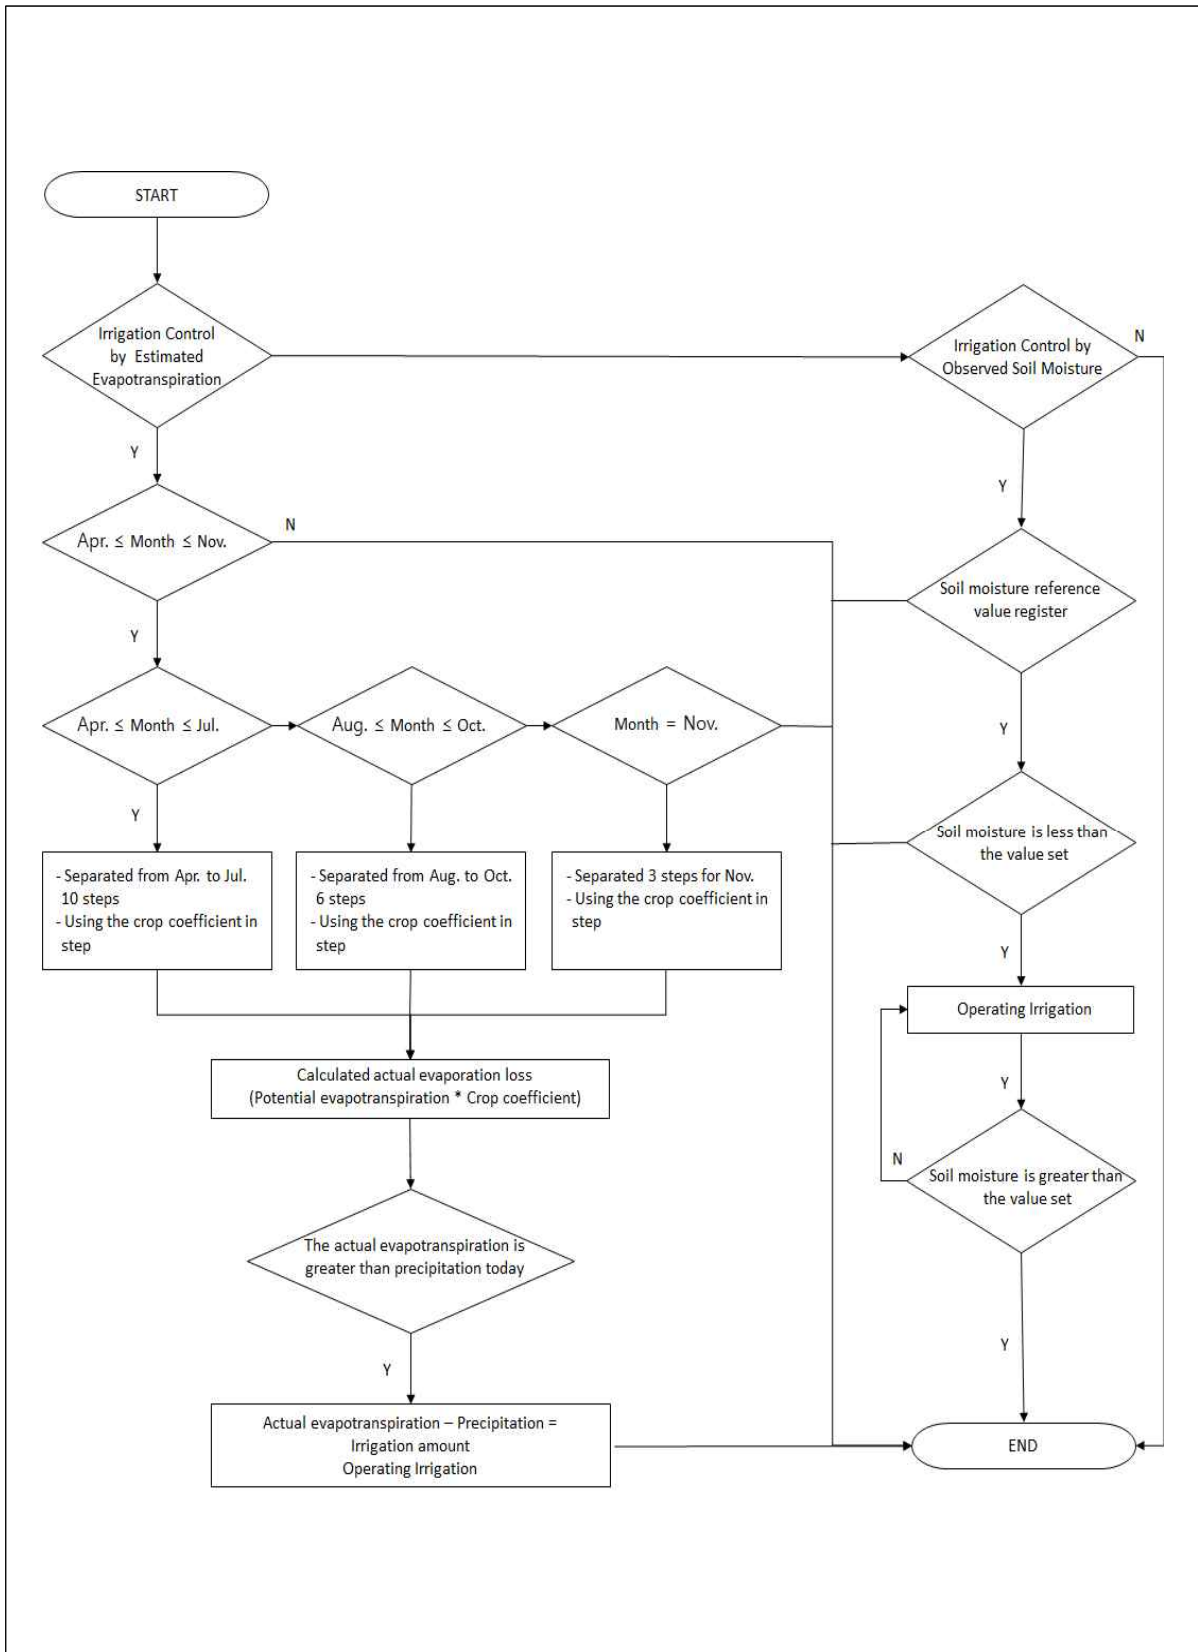 START
Irrigation Control
by Estimated
Evapotranspiration
Irrigation Control by
Observed Soil Moisture
N
Y
Y
Apr. ≤ Month ≤ Nov.
N
Soil moisture reference
value register
Y
Y
Apr. ≤ Month ≤ Jul.
Aug. ≤ Month ≤ Oct.
Month = Nov.
Y
Soil moisture is less than
the value set
- Separated from Apr. to Jul.
10 steps
- Using the crop coefficient in
step
- Separated from Aug. to Oct.
6 steps
- Using the crop coefficient in
step
- Separated 3 steps for Nov.
- Using the crop coefficient in
step
Y
Operating Irrigation
Calculated actual evaporation loss
(Potential evapotranspiration * Crop coefficient)
Y
N
Soil moisture is greater than
the value set
The actual evapotranspiration is
greater than precipitation today
Y
Y
Actual evapotranspiration – Precipitation =
Irrigation amount
Operating Irrigation
END